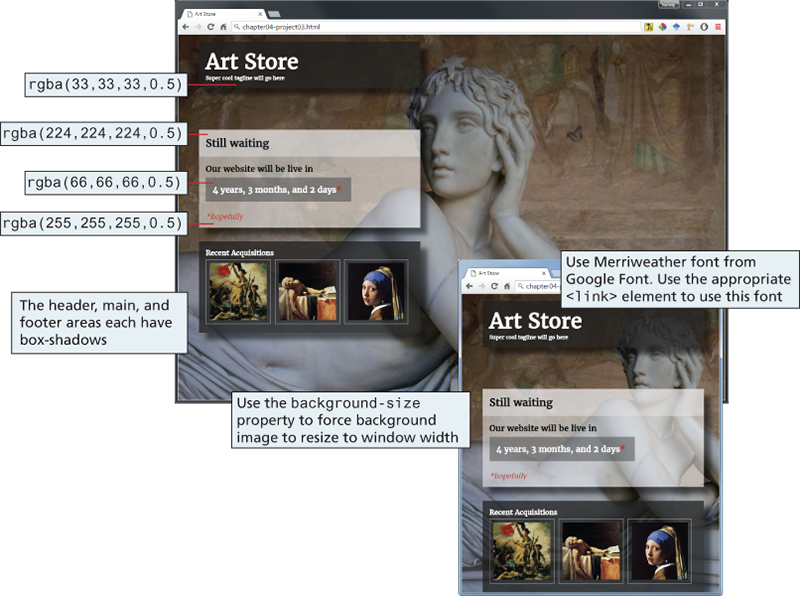 Art Store
chapter04-project03.html
Art Store
Super cool tagline will go here
rgba(33,33,33,0.5)
rgba(224,224,224,0.5)
Still waiting
Our website will be live in
rgba(66,66,66,0.5)
4 years, 3 months, and 2 days*
rgba(255,255,255,0.5)
*hopefully
Recent Acquisitions
The header, main, and
footer areas each have
box-shadows
Use the background-size
property to force background
image to resize to window width
Use Merriweather font from
Google Font. Use the appropriate
<link> element to use this font
Art Store
chapter04-p
Art Store
Super cool tagline will go here
Still waiting
Our website will be live in
4 years, 3 months, and 2 days*
*hopefully
Recent Acquisitions